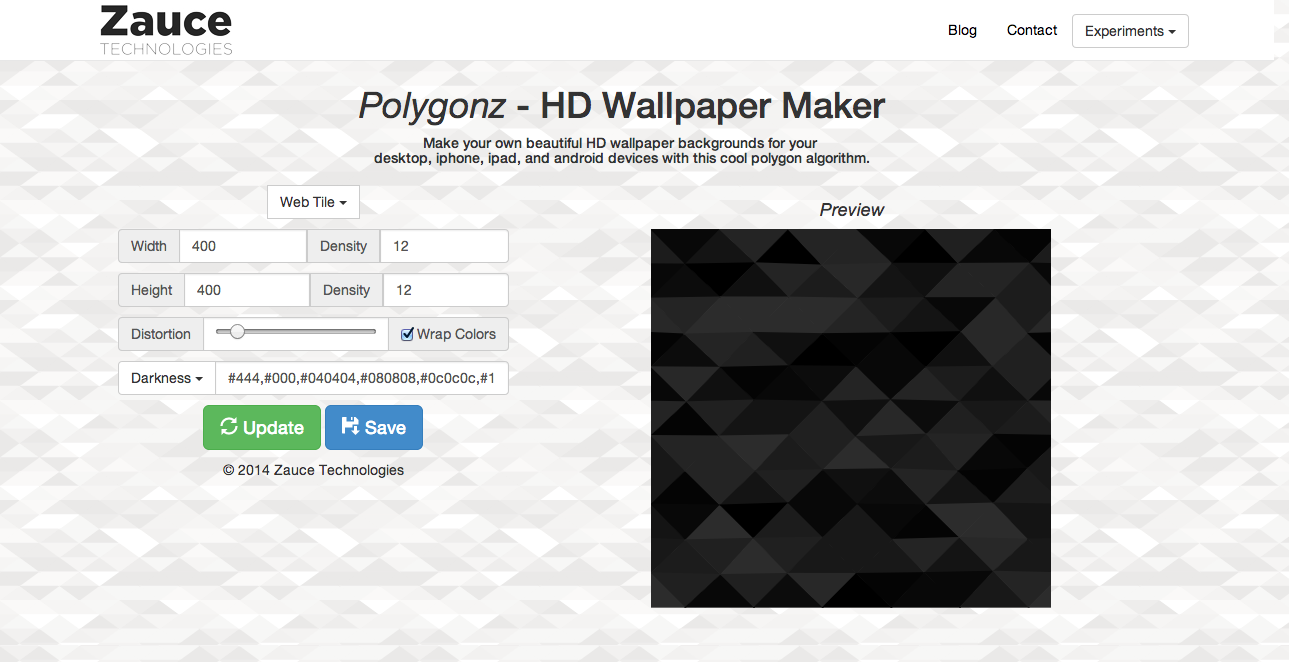 Zauce
TECHNOLOGIES
Blog Contact Experiments
Polygonz - HD Wallpaper Maker
Make your own beautiful HD wallpaper backgrounds for your
desktop, iphone, ipad, and android devices with this cool polygon algorithm.
Web Tile
Preview
Width 400 Density 12
Height 400 Density 12
Distortion Wrap Colors
Darkness #444,#000,#040404,#080808,#0c0c0c,#1
Update Save
© 2014 Zauce Technologies